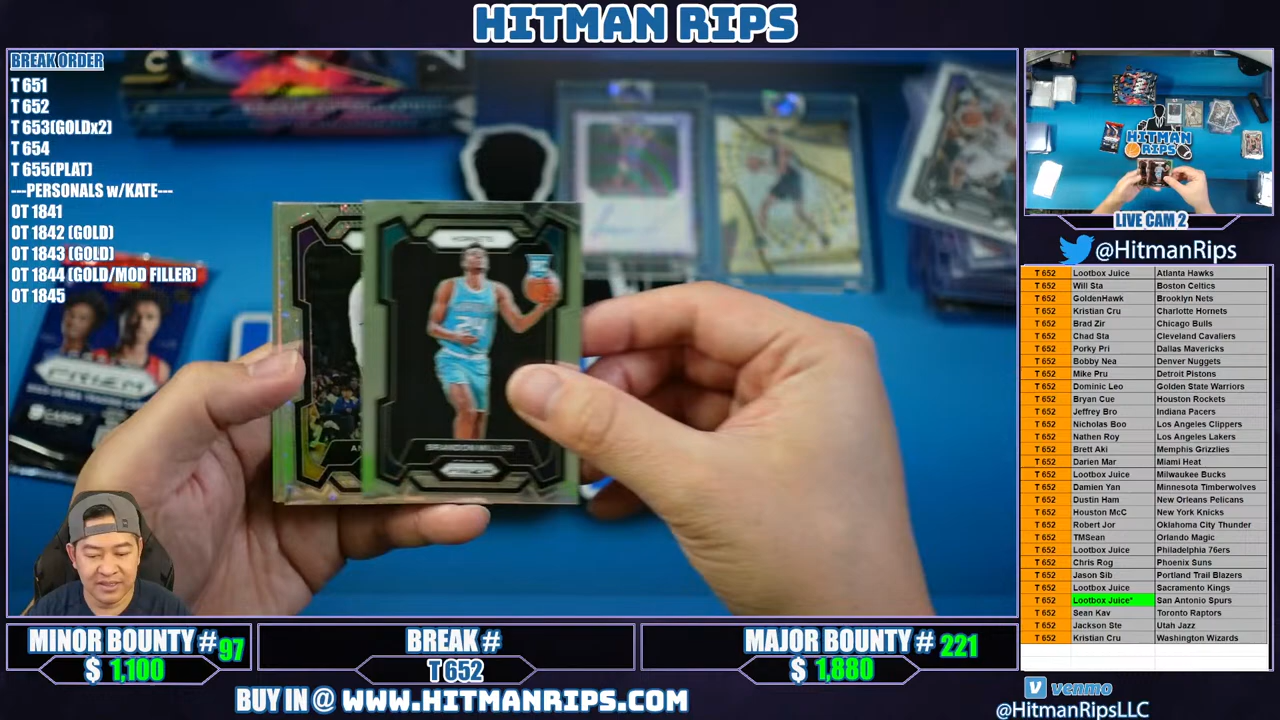 HITMAN RIPS
BREAK ORDER
T 651
T 652
T 653(GOLDx2)
T 654
T 655(PLAT)
---PERSONALS w/KATE---
OT 1841
OT 1842 (GOLD)
OT 1843 (GOLD)
OT 1844 (GOLD/MOD FILLER)
OT 1845
HORNETS
24
BRANDON MILLER
PRIZM
PRIZM
HITMAN
RIPS
LIVE CAM 2
@HitmanRips
T 652 Lootbox Juice Atlanta Hawks
T 652 Will Sta Boston Celtics
T 652 GoldenHawk Brooklyn Nets
T 652 Kristian Cru Charlotte Hornets
T 652 Brad Zir Chicago Bulls
T 652 Chad Sta Cleveland Cavaliers
T 652 Porky Pri Dallas Mavericks
T 652 Bobby Nea Denver Nuggets
T 652 Mike Pru Detroit Pistons
T 652 Dominic Leo Golden State Warriors
T 652 Bryan Cue Houston Rockets
T 652 Jeffrey Bro Indiana Pacers
T 652 Nicholas Boo Los Angeles Clippers
T 652 Nathen Roy Los Angeles Lakers
T 652 Brett Aki Memphis Grizzlies
T 652 Darien Mar Miami Heat
T 652 Lootbox Juice Milwaukee Bucks
T 652 Damien Yan Minnesota Timberwolves
T 652 Dustin Ham New Orleans Pelicans
T 652 Houston McC New York Knicks
T 652 Robert Jor Oklahoma City Thunder
T 652 TMSean Orlando Magic
T 652 Lootbox Juice Philadelphia 76ers
T 652 Chris Rog Phoenix Suns
T 652 Jason Sib Portland Trail Blazers
T 652 Lootbox Juice Sacramento Kings
T 652 Lootbox Juice* San Antonio Spurs
T 652 Sean Kav Toronto Raptors
T 652 Jackson Ste Utah Jazz
T 652 Kristian Cru Washington Wizards
MINOR BOUNTY # 97
$ 1,100
BREAK #
T 652
MAJOR BOUNTY # 221
$ 1,880
BUY IN @ WWW.HITMANRIPS.COM
venmo
@HitmanRipsLLC